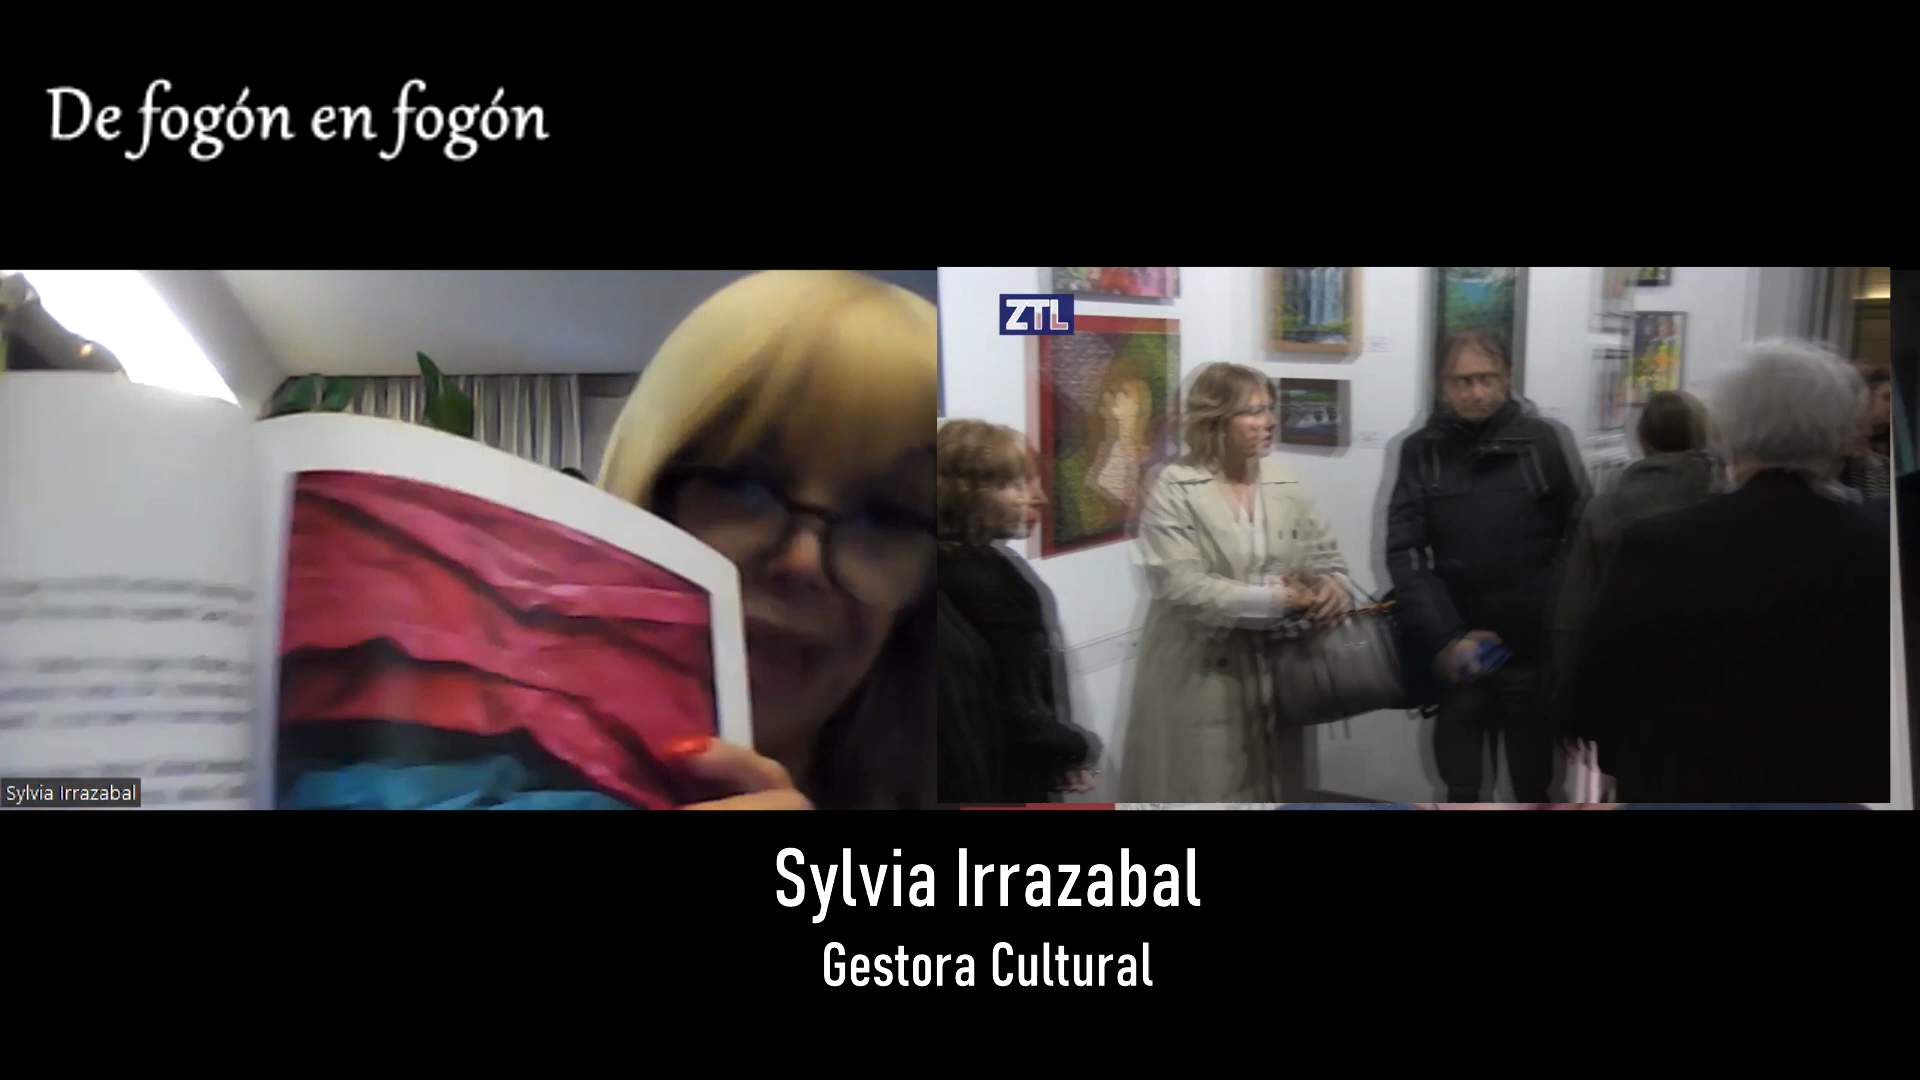 De fogón en fogón
ZTL
Sylvia Irrazabal
Sylvia Irrazabal
Gestora Cultural